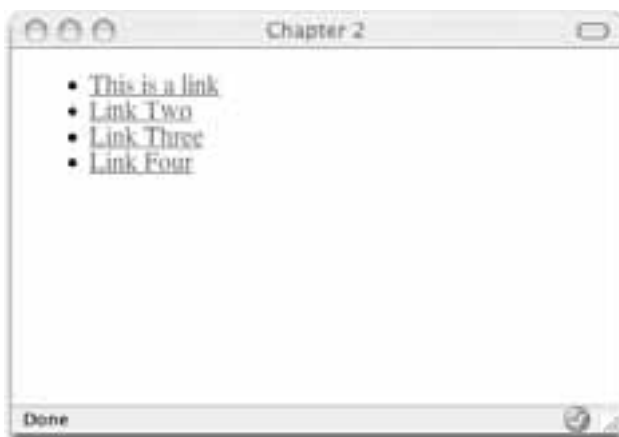 Chapter 2
This is a link
Link Two
Link Three
Link Four
Done